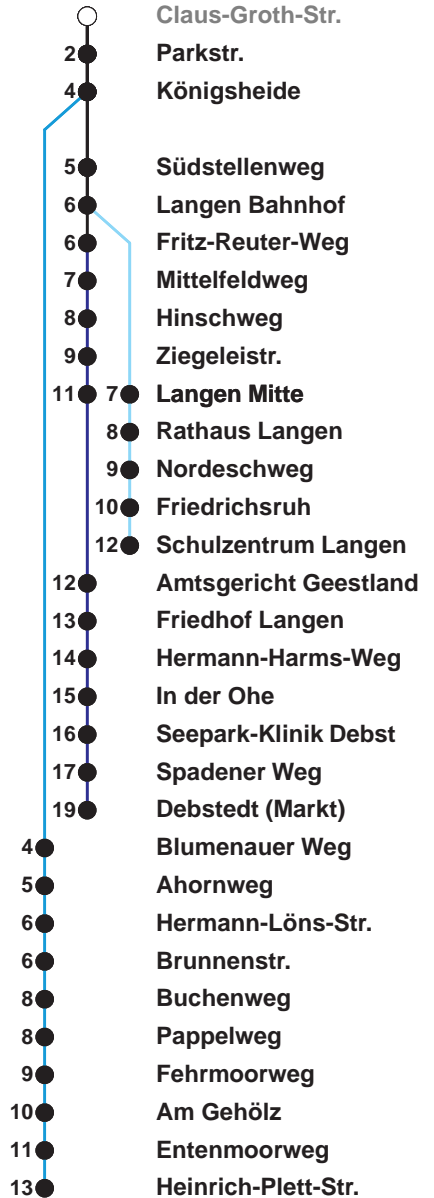 Claus-Groth-Str.
2 Parkstr.
4 Königsheide
5 Südstellenweg
6 Langen Bahnhof
6 Fritz-Reuter-Weg
7 Mittelfeldweg
8 Hinschweg
9 Ziegeleistr.
11 7 Langen Mitte
8 Rathaus Langen
9 Nordeschweg
10 Friedrichsruh
12 Schulzentrum Langen
12 Amtsgericht Geestland
13 Friedhof Langen
14 Hermann-Harms-Weg
15 In der Ohe
16 Seepark-Klinik Debst
17 Spadener Weg
19 Debstedt (Markt)
4 Blumenauer Weg
5 Ahornweg
6 Hermann-Löns-Str.
6 Brunnenstr.
8 Buchenweg
8 Pappelweg
9 Fehrmoorweg
10 Am Gehölz
11 Entenmoorweg
13 Heinrich-Plett-Str.